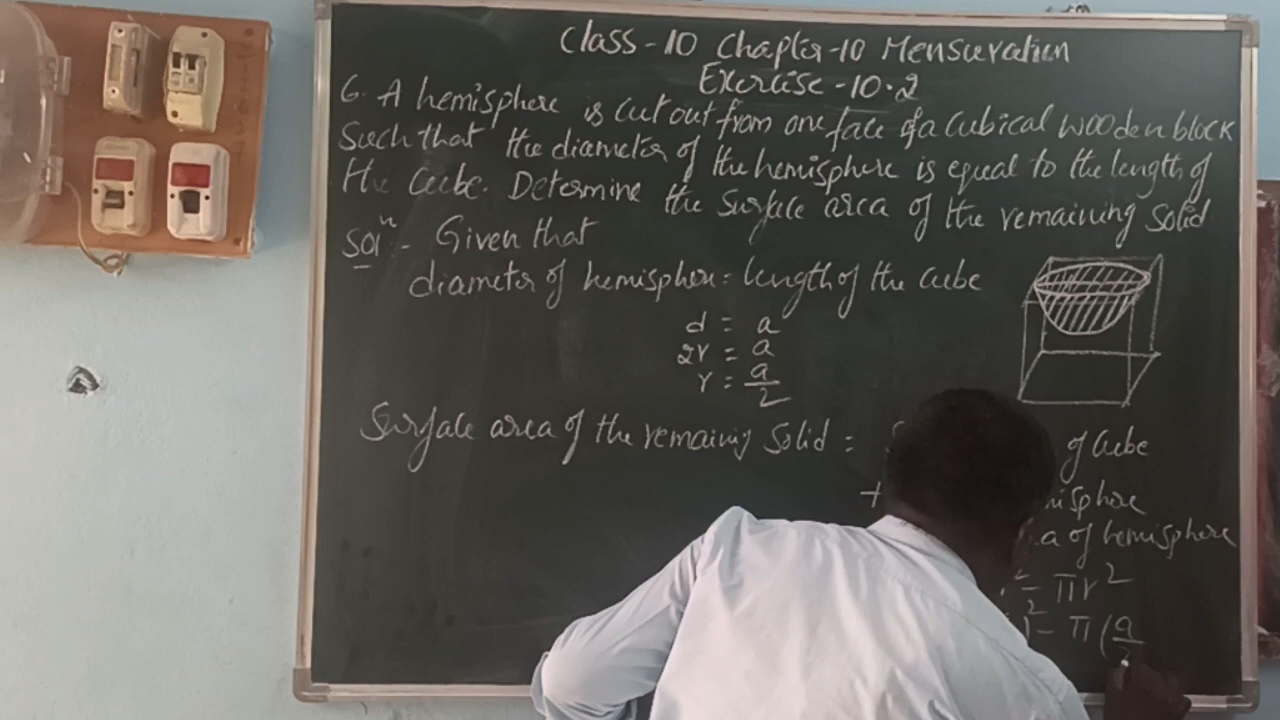 Class-10 Chapter-10 Mensuration
Exercise-10.2
6. A hemisphere is cut out from one face of a cubical wooden block
such that the diameter of the hemisphere is equal to the length of
the cube. Determine the surface area of the remaining solid
Solⁿ:- Given that
diameter of hemisphere = length of the cube
d = a
2r = a
r = a/2
Surface area of the remaining solid = of cube
+
a of hemisphere
² - πr²
)² - π(a